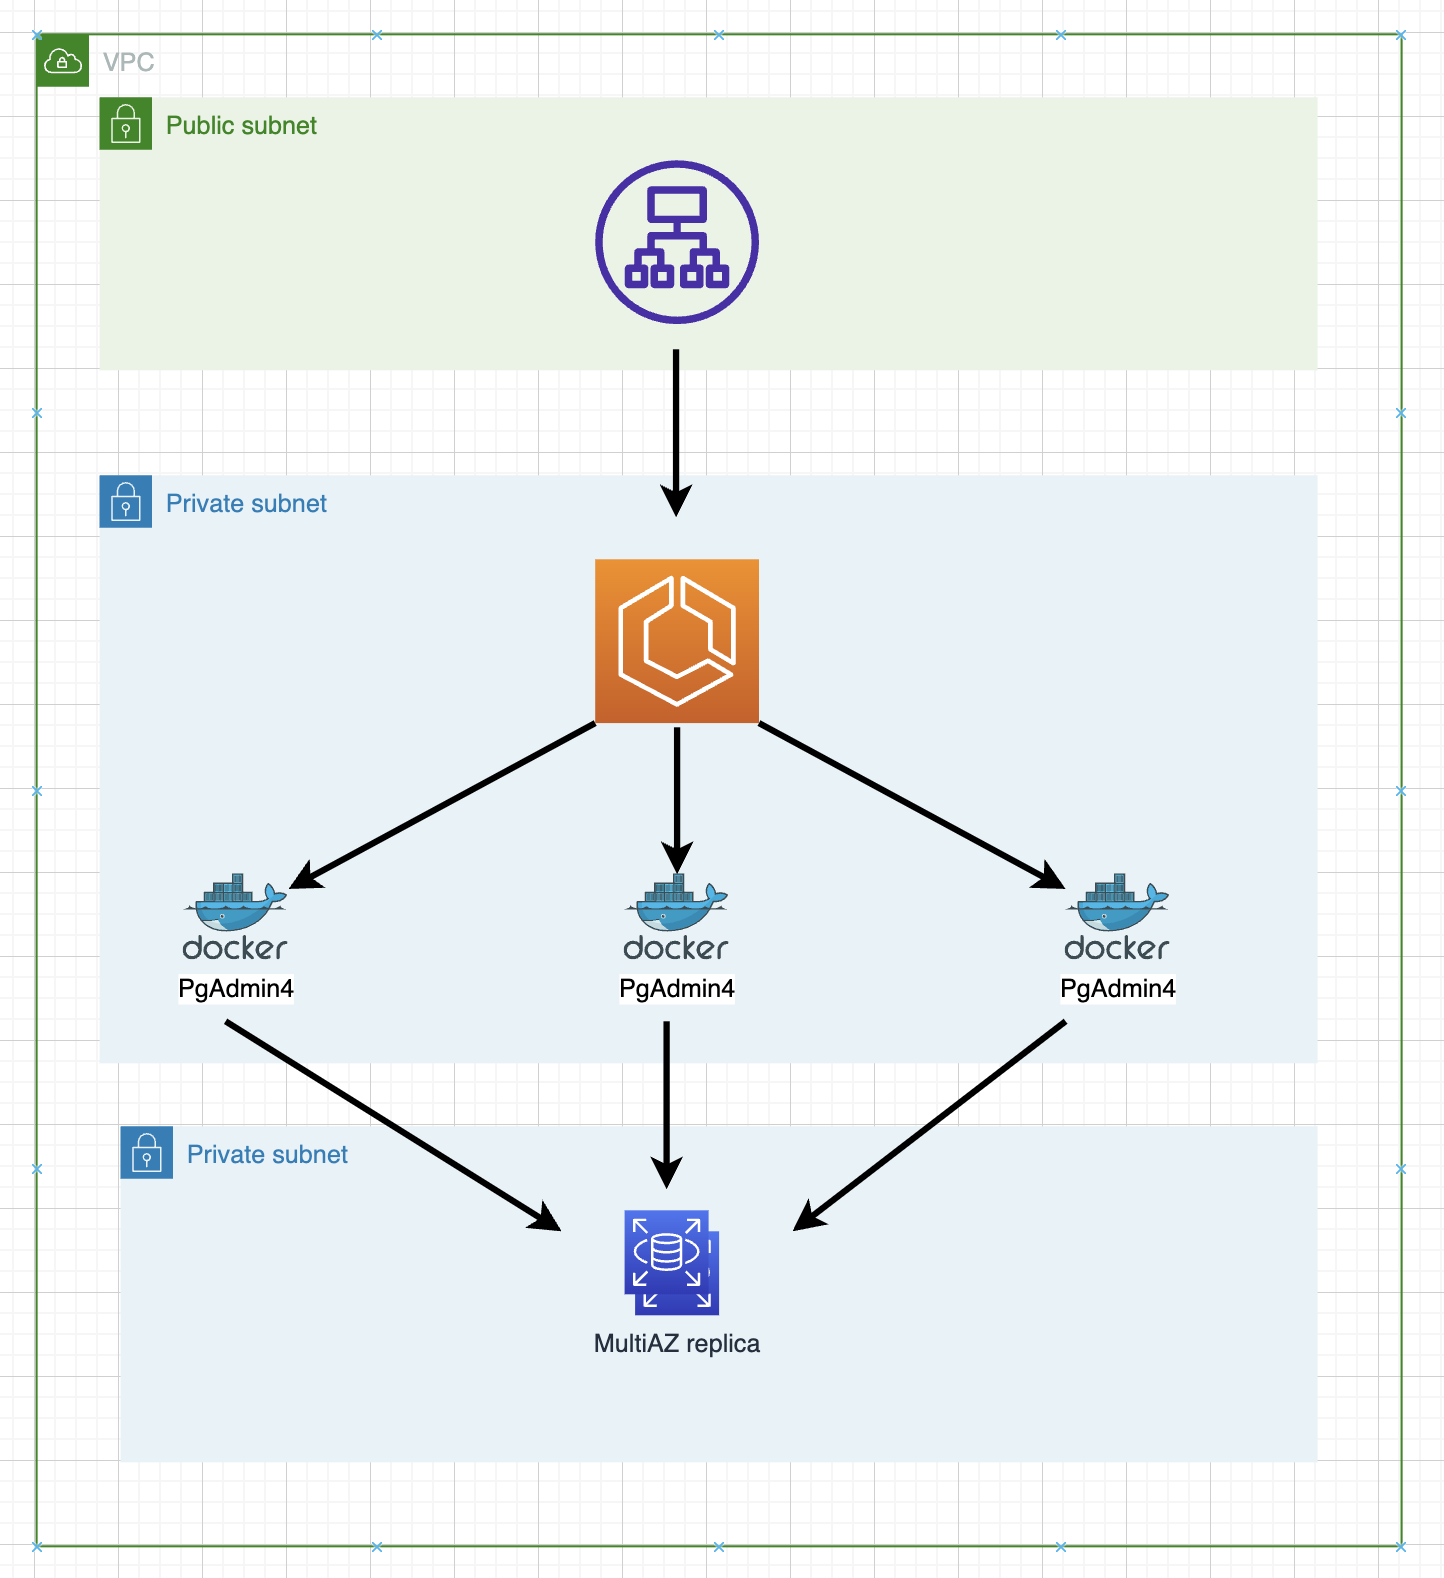 VPC
Public subnet
Private subnet
docker
docker
docker
PgAdmin4
PgAdmin4
PgAdmin4
Private subnet
MultiAZ replica